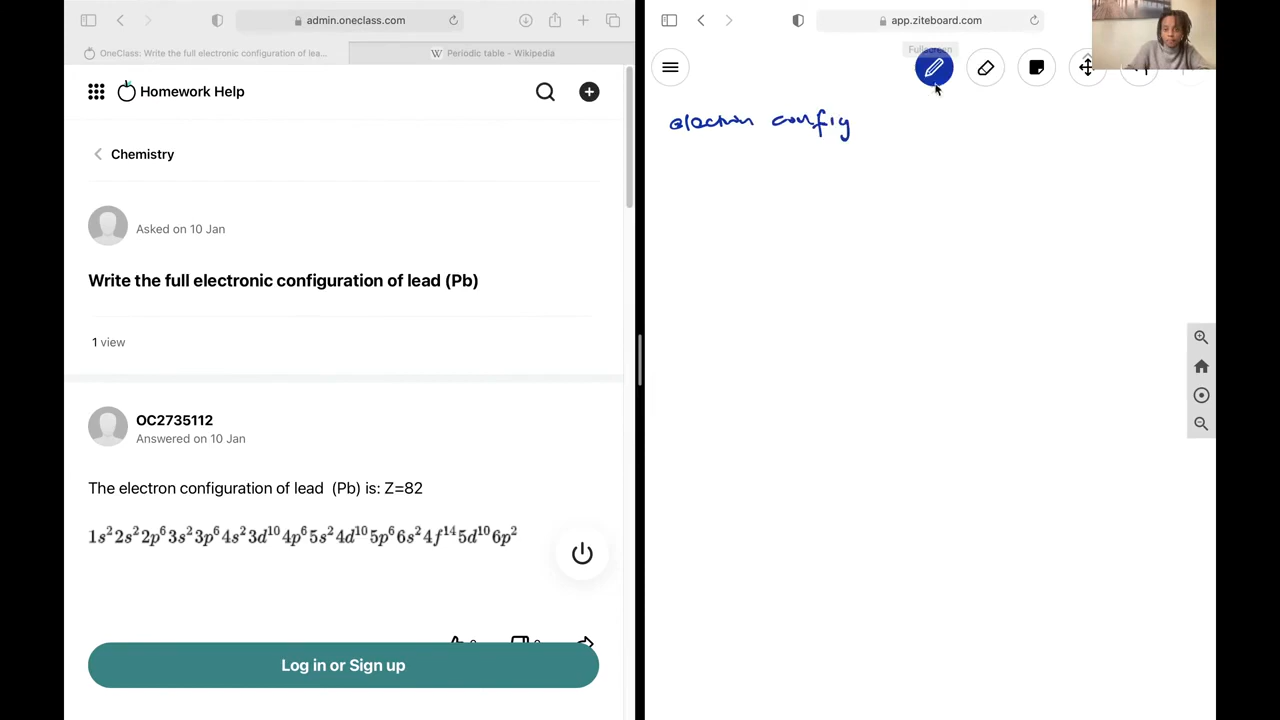 admin.oneclass.com
OneClass: Write the full electronic configuration of lea...
W Periodic table - Wikipedia
Homework Help
Chemistry
Asked on 10 Jan
Write the full electronic configuration of lead (Pb)
1 view
OC2735112
Answered on 10 Jan
The electron configuration of lead (Pb) is: Z=82
1s²2s²2p⁶3s²3p⁶4s²3d¹⁰4p⁶5s²4d¹⁰5p⁶6s²4f¹⁴5d¹⁰6p²
Log in or Sign up
app.ziteboard.com
Fullscreen
electron config